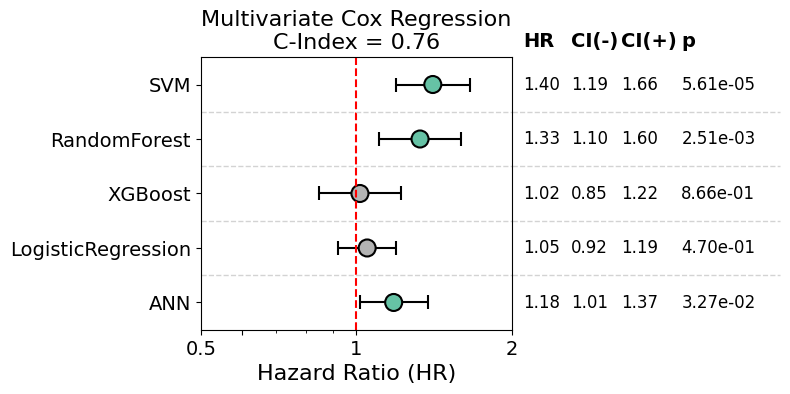 Multivariate Cox Regression
C-Index = 0.76
HR CI(-) CI(+) p
SVM 1.40 1.19 1.66 5.61e-05
RandomForest 1.33 1.10 1.60 2.51e-03
XGBoost 1.02 0.85 1.22 8.66e-01
LogisticRegression 1.05 0.92 1.19 4.70e-01
ANN 1.18 1.01 1.37 3.27e-02
0.5 1 2
Hazard Ratio (HR)